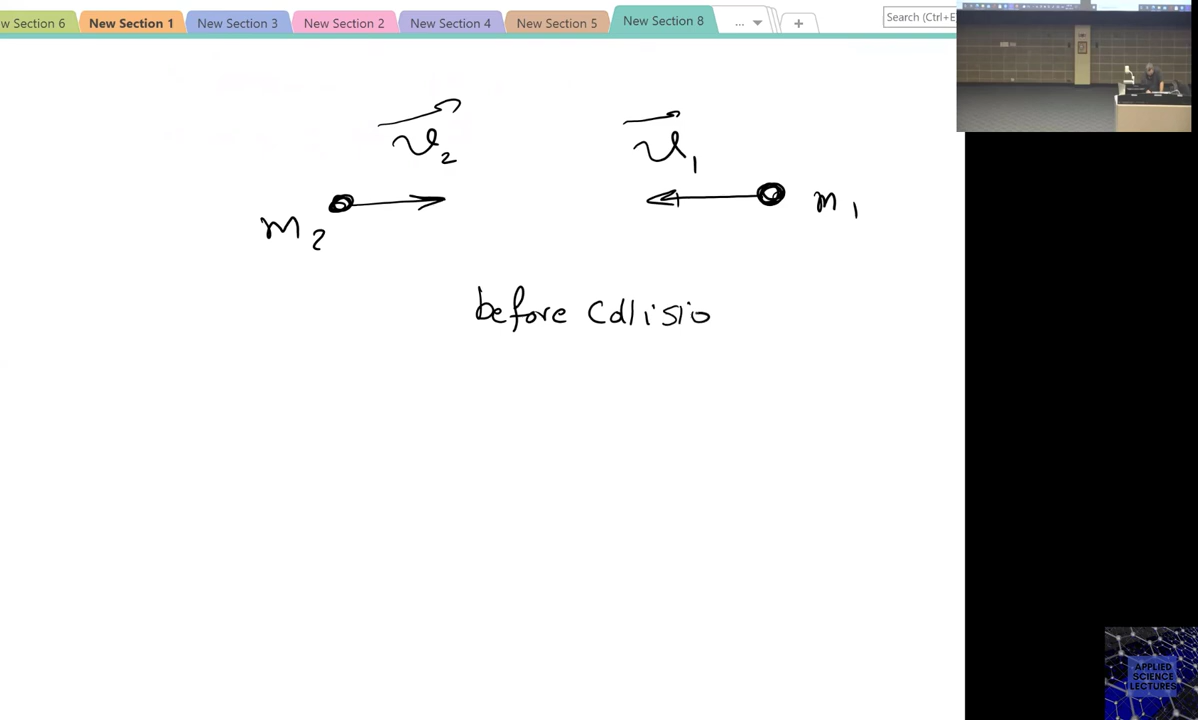 w Section 6 New Section 1 New Section 3 New Section 2 New Section 4 New Section 5 New Section 8 ... + Search (Ctrl+E
v₂ v₁
m₂ m₁
before Collisio
APPLIED
SCIENCE
LECTURES